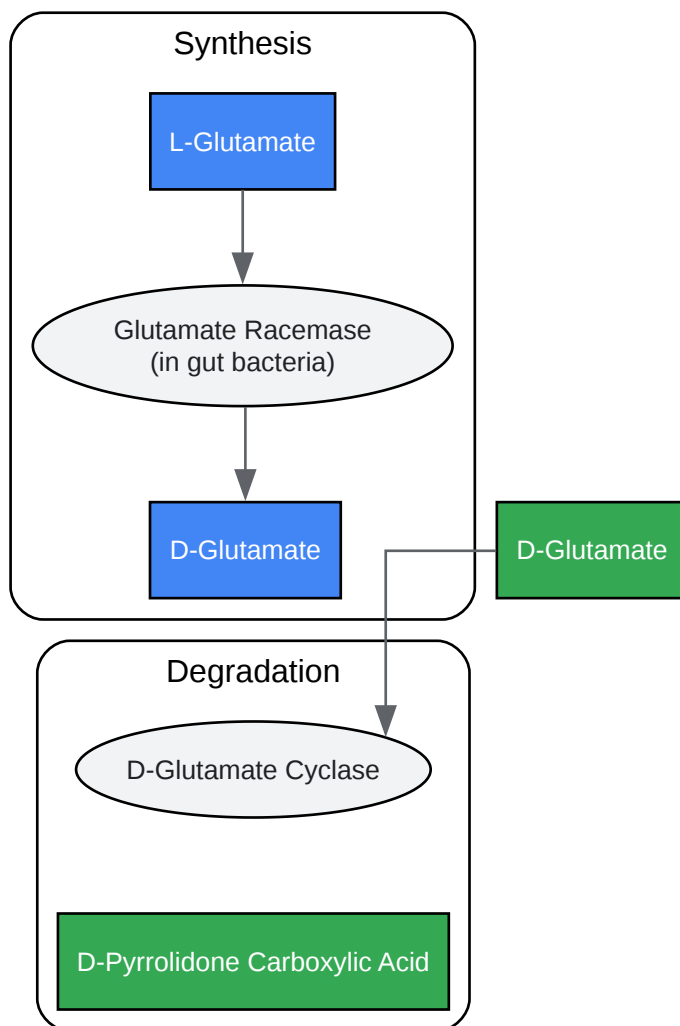 Synthesis
L-Glutamate
Glutamate Racemase
(in gut bacteria)
D-Glutamate
D-Glutamate
Degradation
D-Glutamate Cyclase
D-Pyrrolidone Carboxylic Acid